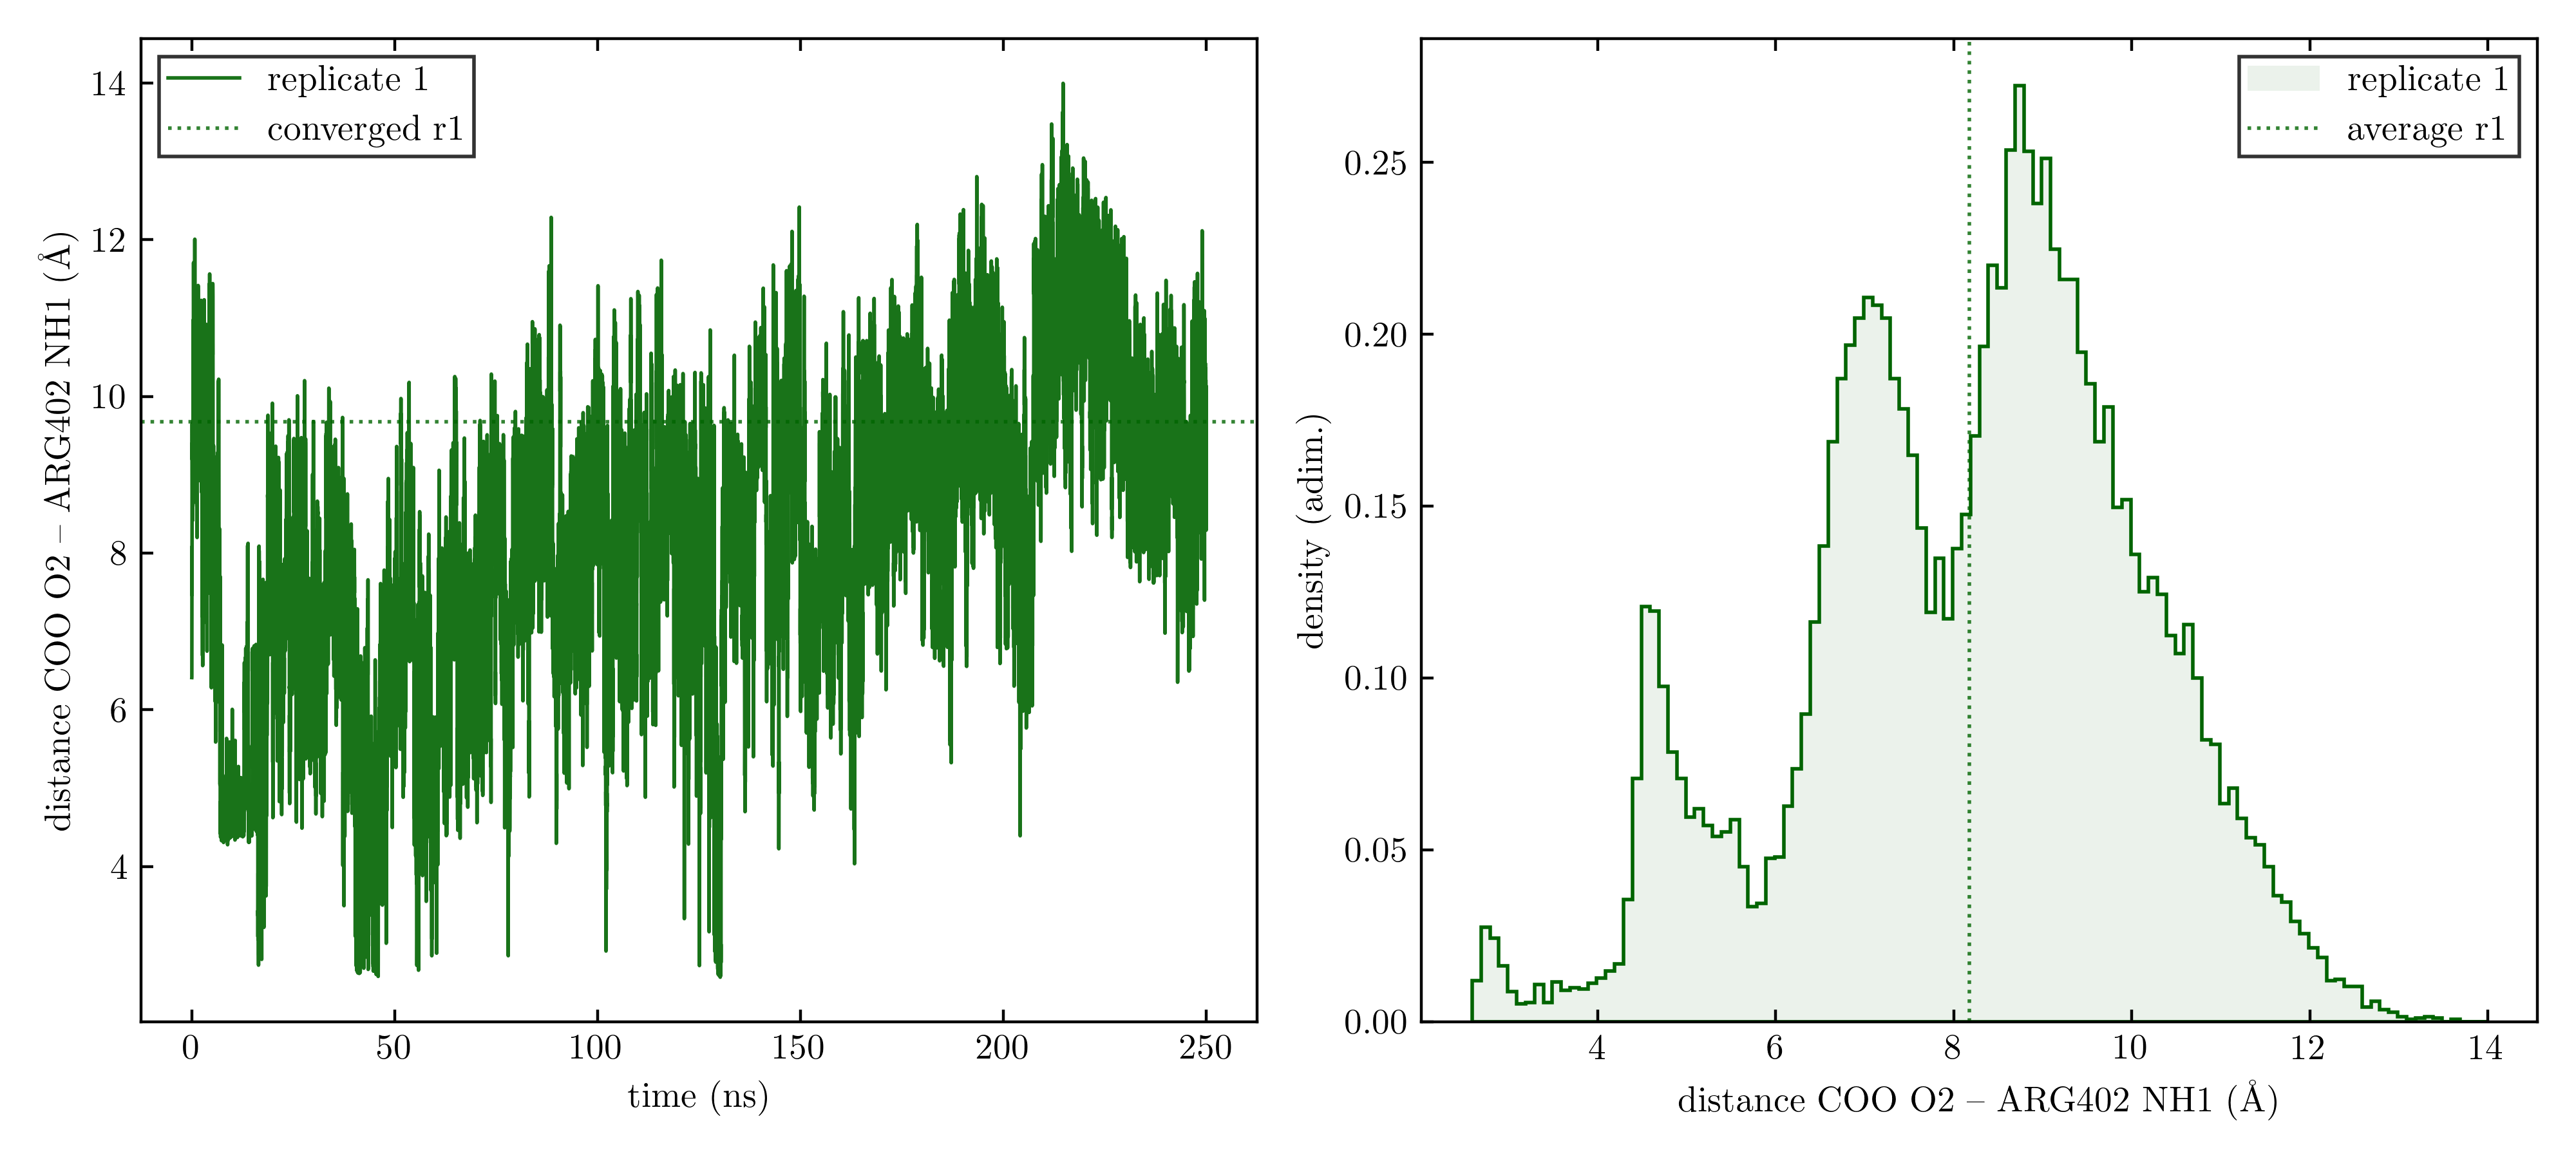 replicate 1
converged r1
14
12
10
8
6
4
distance COO O2 – ARG402 NH1 (Å)
0 50 100 150 200 250
time (ns)
replicate 1
average r1
0.25
0.20
0.15
0.10
0.05
0.00
density (adim.)
4 6 8 10 12 14
distance COO O2 – ARG402 NH1 (Å)